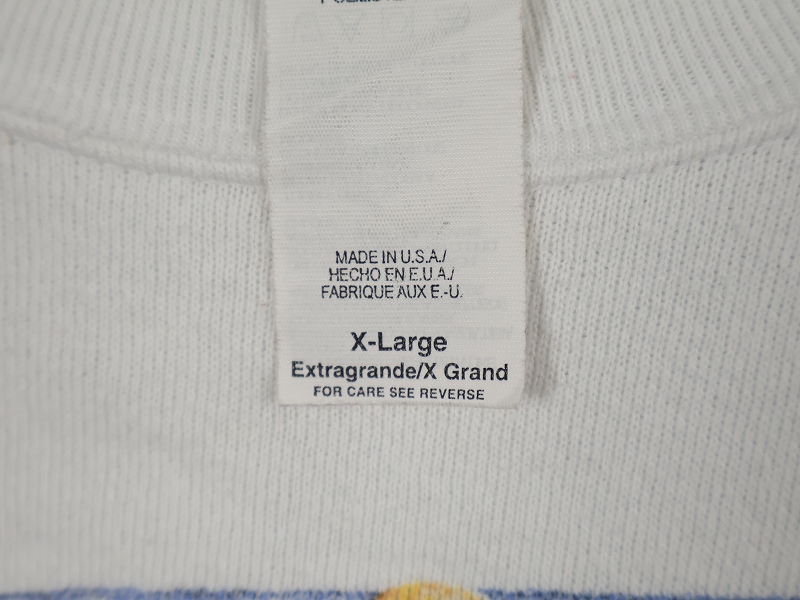 MADE IN U.S.A./
HECHO EN E.U.A./
FABRIQUE AUX E.-U.
X-Large
Extragrande/X Grand
FOR CARE SEE REVERSE